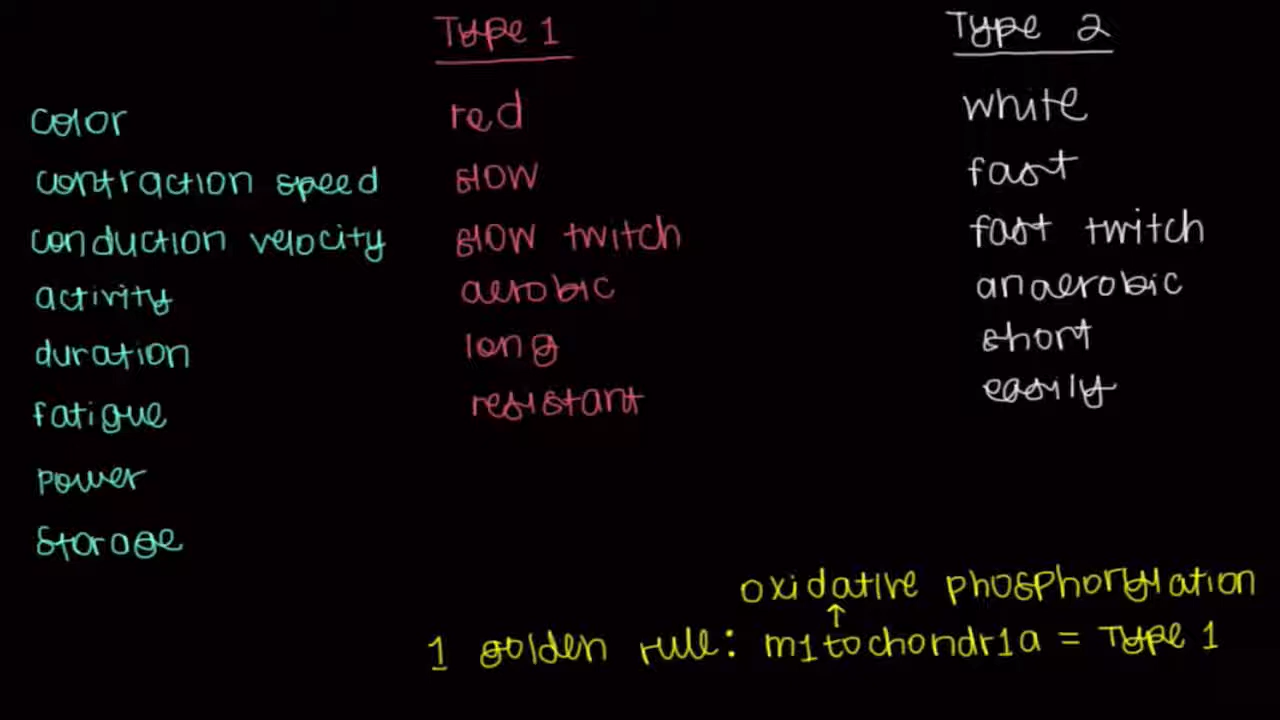 Type 1 Type 2
color red white
contraction speed slow fast
conduction velocity slow twitch fast twitch
activity aerobic anaerobic
duration long short
fatigue resistant easily
power
storage
oxidative phosphorylation
↑
1 golden rule: mitochondria = Type 1